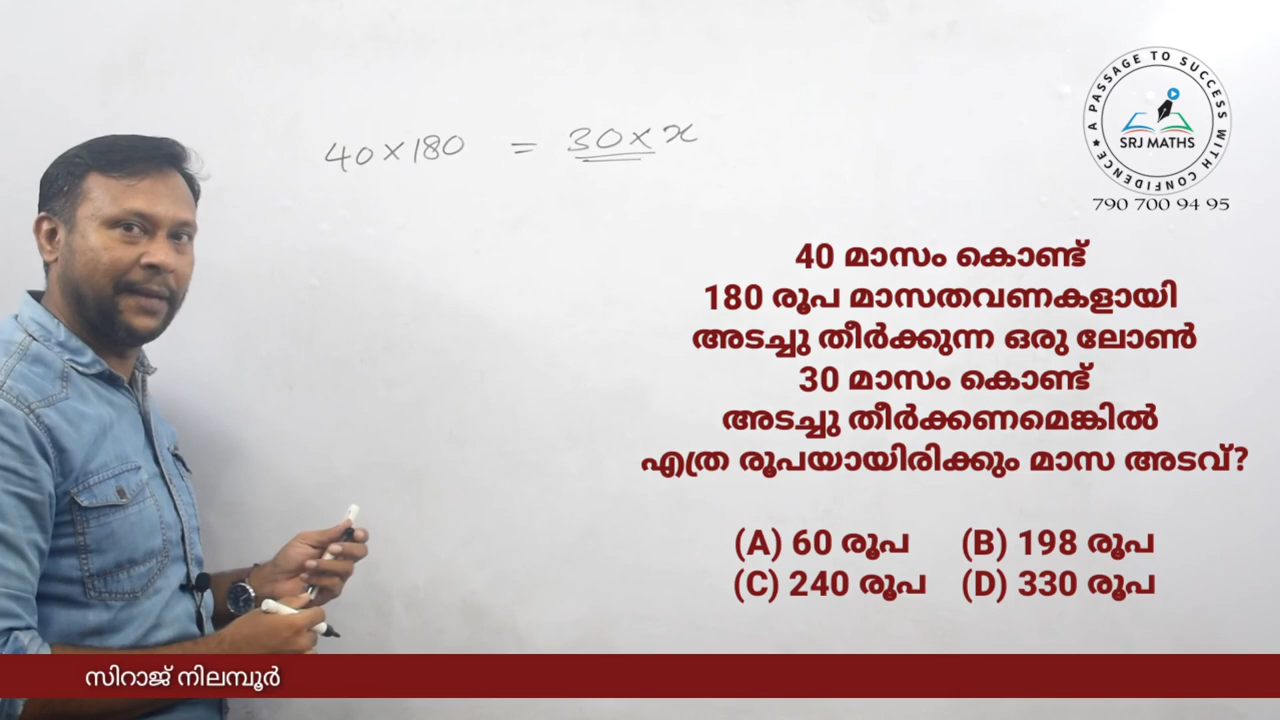 40 × 180 = 30 × x
A PASSAGE TO SUCCESS WITH CONFIDENCE ★
SRJ MATHS
790 700 94 95
40 മാസം കൊണ്ട്
180 രൂപ മാസതവണകളായി
അടച്ചു തീർക്കുന്ന ഒരു ലോൺ
30 മാസം കൊണ്ട്
അടച്ചു തീർക്കണമെങ്കിൽ
എത്ര രൂപയായിരിക്കും മാസ അടവ്?
(A) 60 രൂപ (B) 198 രൂപ
(C) 240 രൂപ (D) 330 രൂപ
സിറാജ് നിലമ്പൂർ